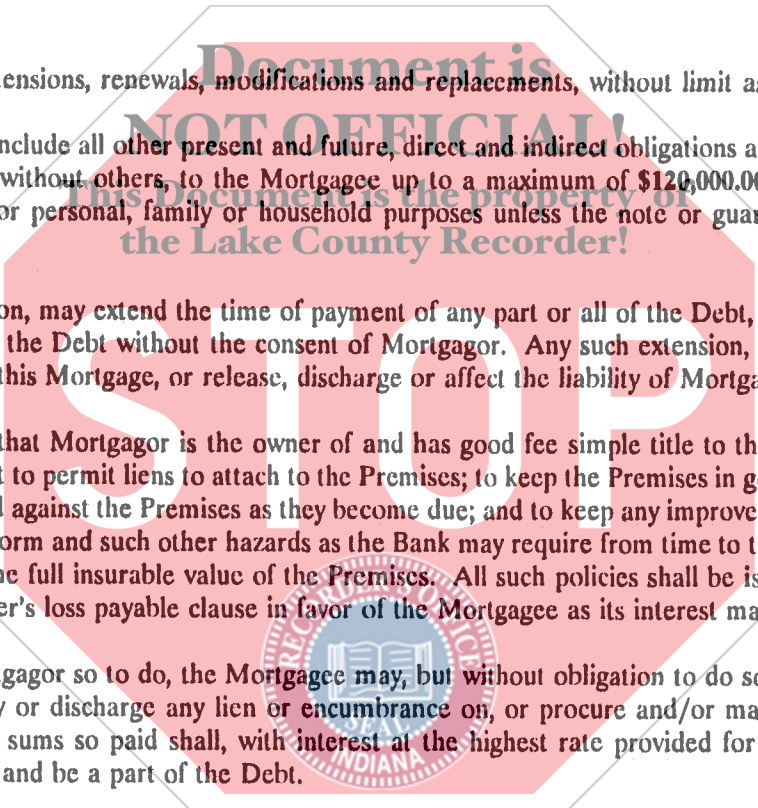 Document is
ensions, renewals, modifications and replacements, without limit as
NOT OFFICIAL!
nclude all other present and future, direct and indirect obligations a
without others, to the Mortgagee up to a maximum of $120,000.00
This Document is the property of
or personal, family or household purposes unless the note or guar
the Lake County Recorder!
on, may extend the time of payment of any part or all of the Debt,
the Debt without the consent of Mortgagor. Any such extension,
this Mortgage, or release, discharge or affect the liability of Mortga
STOP
that Mortgagor is the owner of and has good fee simple title to th
t to permit liens to attach to the Premises; to keep the Premises in g
l against the Premises as they become due; and to keep any improve
orm and such other hazards as the Bank may require from time to t
he full insurable value of the Premises. All such policies shall be is
er's loss payable clause in favor of the Mortgagee as its interest ma
RECORDER'S OFFICE
gagor so to do, the Mortgagee may, but without obligation to do so
y or discharge any lien or encumbrance on, or procure and/or ma
SEAL
sums so paid shall, with interest at the highest rate provided for
INDIANA
and be a part of the Debt.